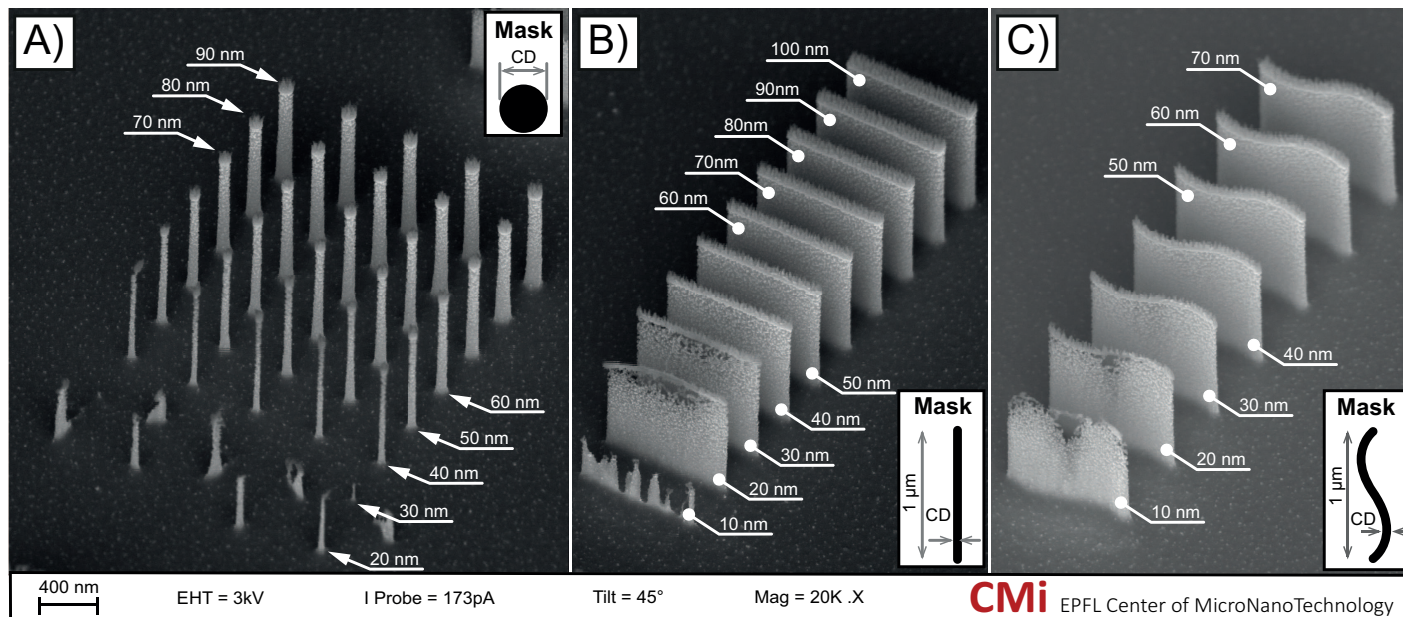 A)
Mask
CD
90 nm
80 nm
70 nm
60 nm
50 nm
40 nm
30 nm
20 nm
B)
100 nm
90nm
80nm
70nm
60 nm
50 nm
40 nm
30 nm
20 nm
10 nm
Mask
1 µm
CD
C)
70 nm
60 nm
50 nm
40 nm
30 nm
20 nm
10 nm
Mask
1 µm
CD
400 nm
EHT = 3kV
I Probe = 173pA
Tilt = 45°
Mag = 20K .X
CMi EPFL Center of MicroNanoTechnology